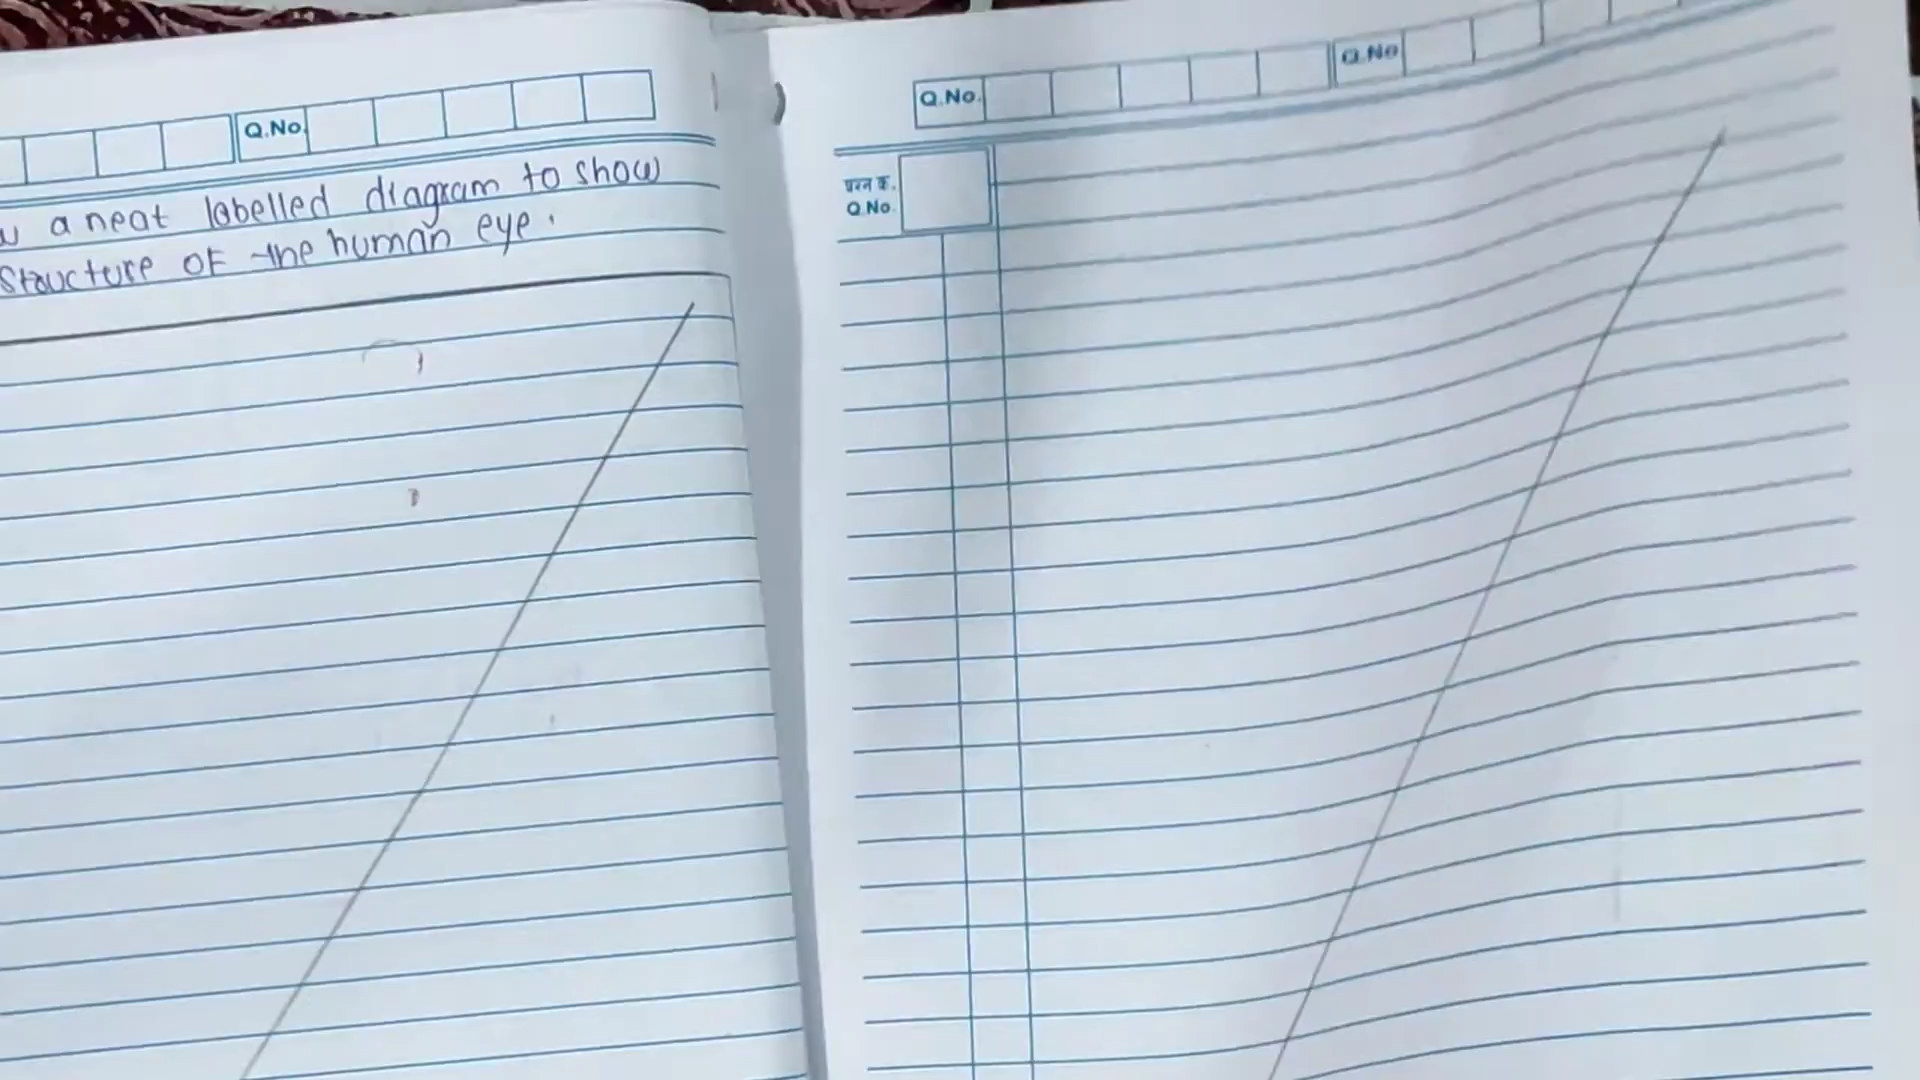 Q.No.
a neat labelled diagram to show
Structure of the human eye.
Q.No.
Q.No
प्रश्न क्र.
Q.No.